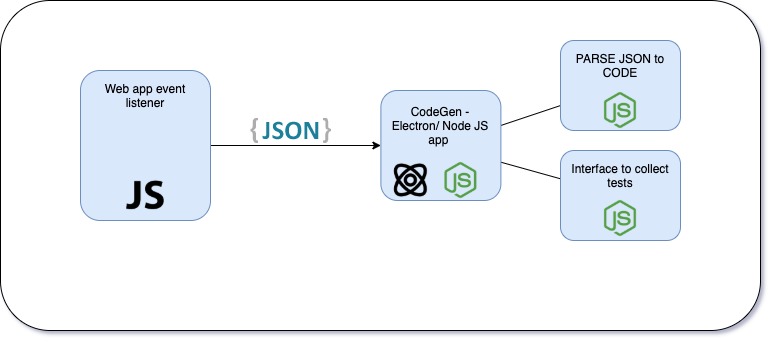 Web app event
listener
JS
{JSON}
CodeGen -
Electron/ Node JS
app
JS
PARSE JSON to
CODE
JS
Interface to collect
tests
JS